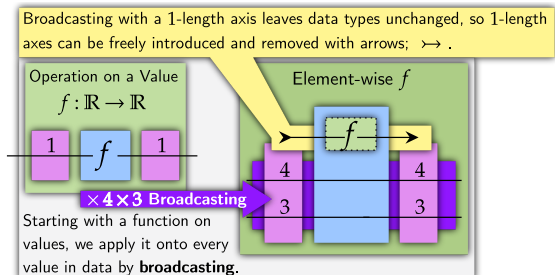 Broadcasting with a 1-length axis leaves data types unchanged, so 1-length
axes can be freely introduced and removed with arrows; ↣ .
Operation on a Value
f : ℝ → ℝ
Element-wise f
1 f 1
f
4 4
3 3
×4×3 Broadcasting
Starting with a function on
values, we apply it onto every
value in data by broadcasting.